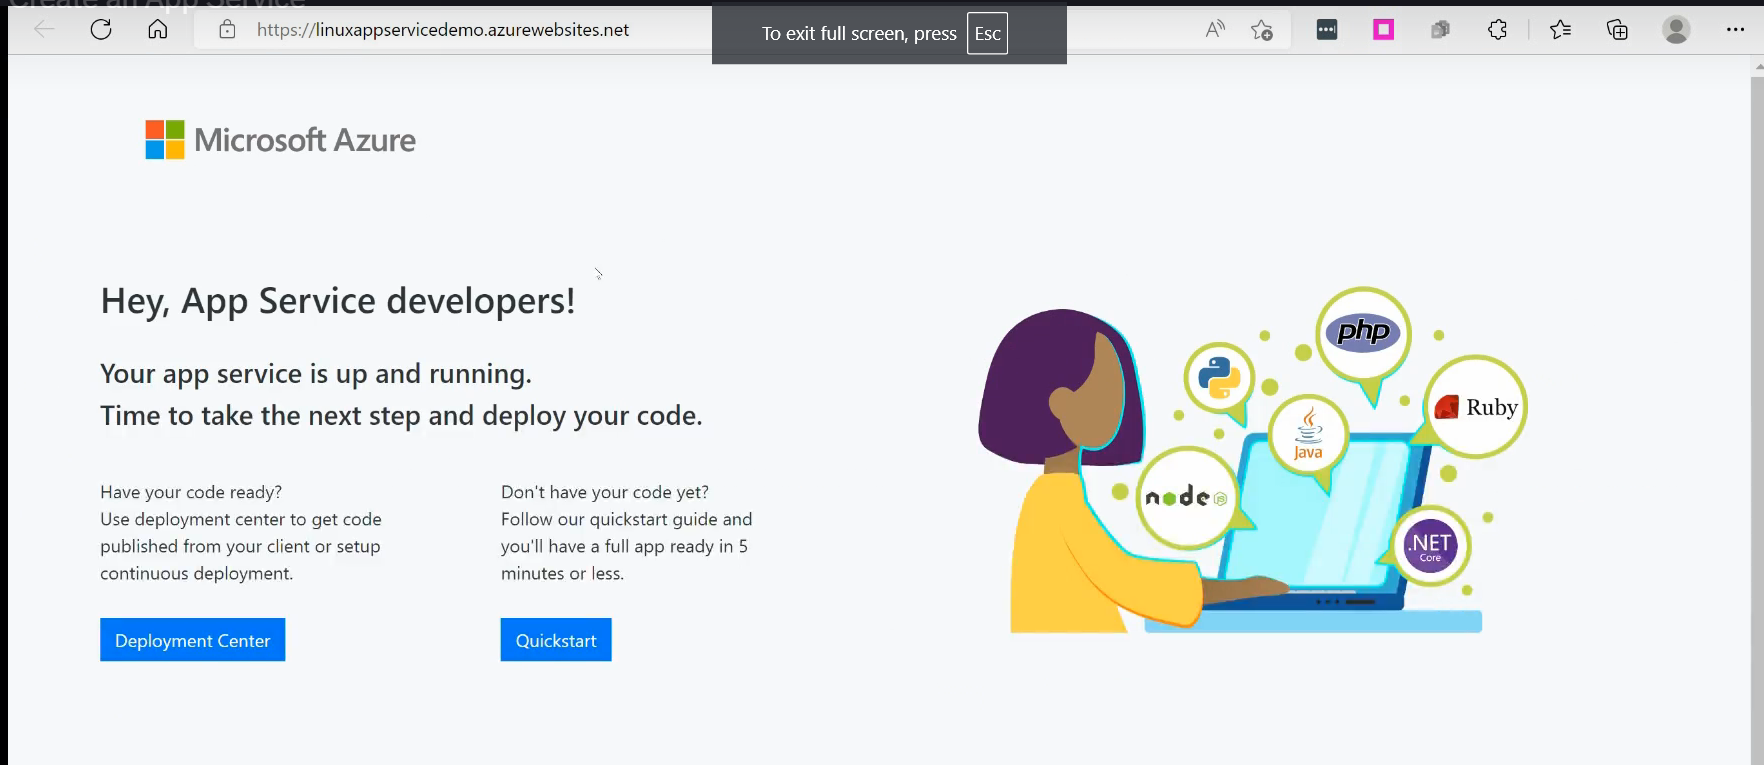 Create an App Service
https://linuxappservicedemo.azurewebsites.net
To exit full screen, press Esc
Microsoft Azure
Hey, App Service developers!
Your app service is up and running.
Time to take the next step and deploy your code.
Have your code ready?
Use deployment center to get code
published from your client or setup
continuous deployment.
Deployment Center
Don't have your code yet?
Follow our quickstart guide and
you'll have a full app ready in 5
minutes or less.
Quickstart
php
Ruby
Java
node
JS
.NET
Core